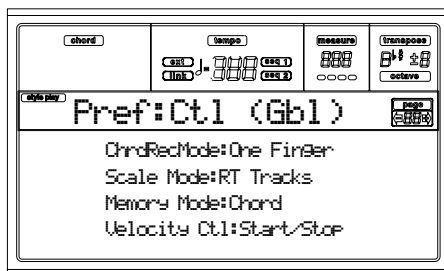 chord
tempo
measure
transpose
ext
link
seq 1
seq 2
octave
style play
Pref:Ctl (Gbl)
page
ChrdRecMode:One Finger
Scale Mode:RT Tracks
Memory Mode:Chord
Velocity Ctl:Start/Stop